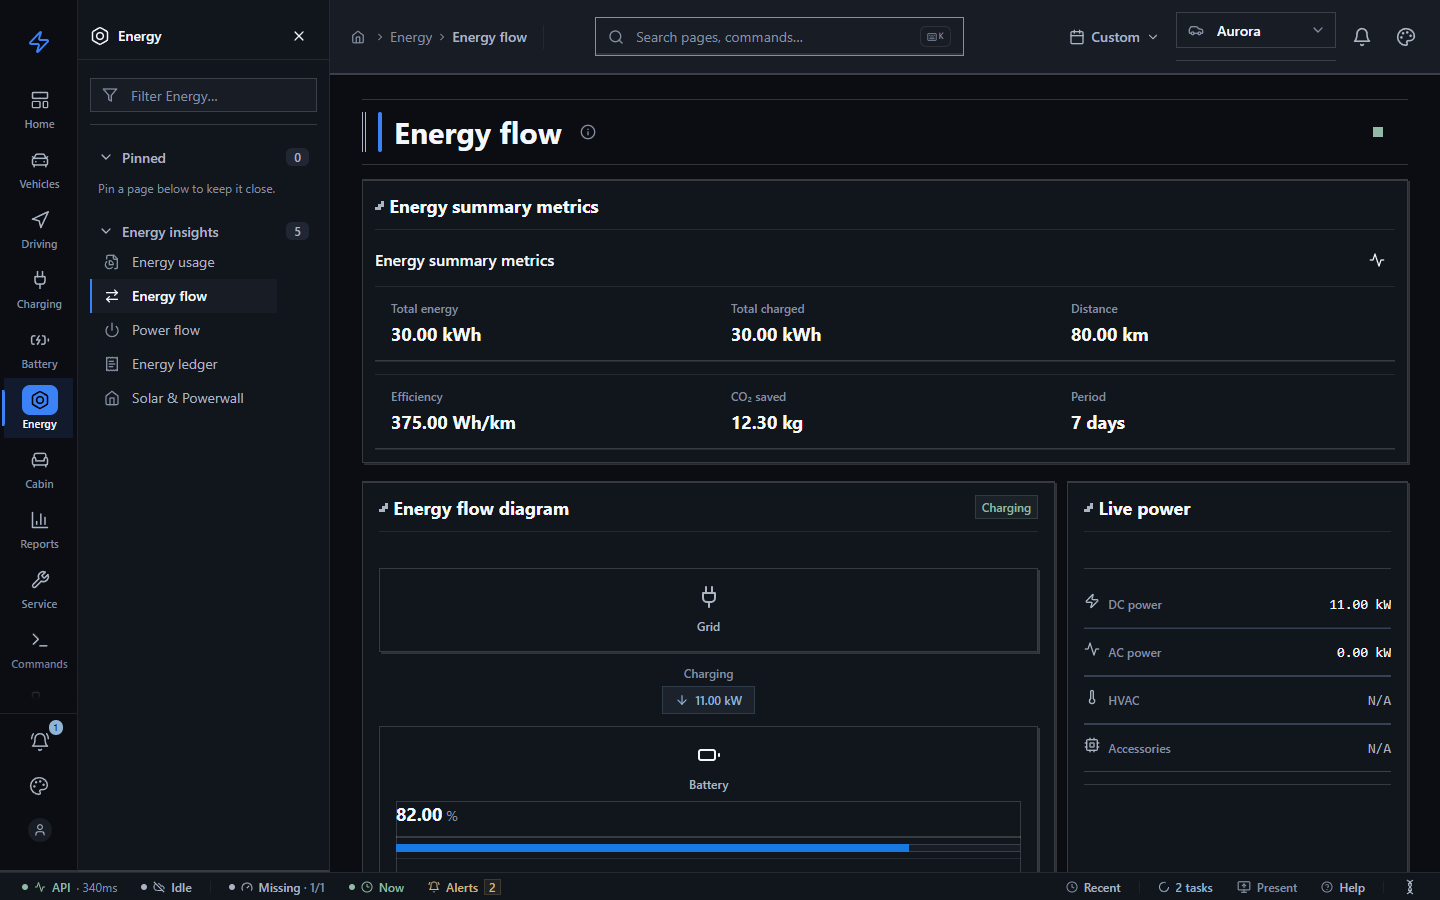 Home
Vehicles
Driving
Charging
Battery
Energy
Cabin
Reports
Service
Commands
1
Energy
Filter Energy...
Pinned 0
Pin a page below to keep it close.
Energy insights 5
Energy usage
Energy flow
Power flow
Energy ledger
Solar & Powerwall
Energy Energy flow
Search pages, commands... K
Custom
Aurora
Energy flow
Energy summary metrics
Energy summary metrics
Total energy Total charged Distance
30.00 kWh 30.00 kWh 80.00 km
Efficiency CO₂ saved Period
375.00 Wh/km 12.30 kg 7 days
Energy flow diagram Charging
Grid
Charging
11.00 kW
Battery
82.00 %
Live power
DC power 11.00 kW
AC power 0.00 kW
HVAC N/A
Accessories N/A
API · 340ms Idle Missing · 1/1 Now Alerts 2 Recent 2 tasks Present Help